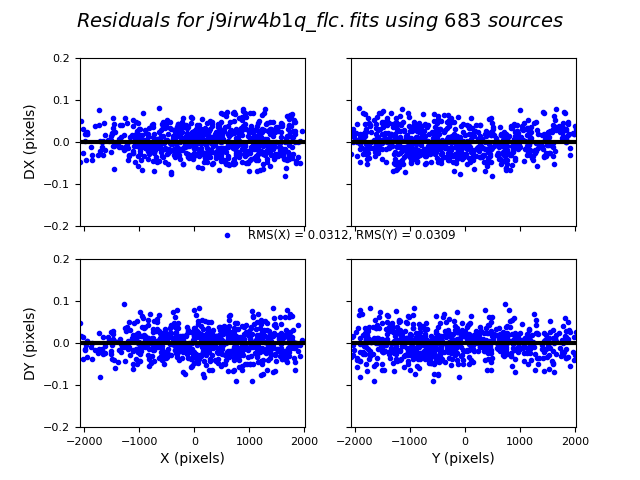 Residuals for j9irw4b1q_flc.fits using 683 sources
0.2
0.1
0.0
−0.1
−0.2
DX (pixels)
RMS(X) = 0.0312, RMS(Y) = 0.0309
0.2
0.1
0.0
−0.1
−0.2
DY (pixels)
−2000 −1000 0 1000 2000
−2000 −1000 0 1000 2000
X (pixels)
Y (pixels)